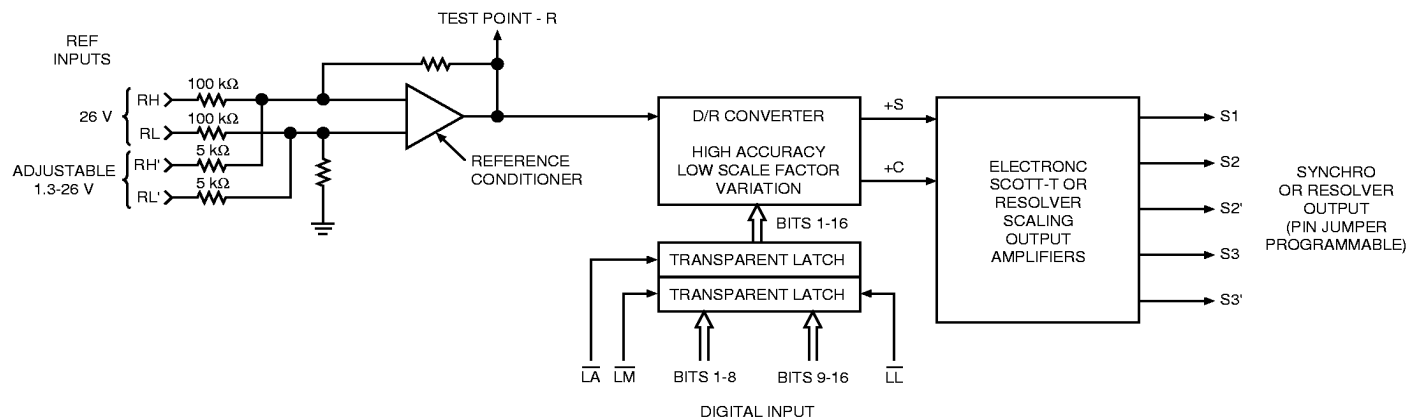 TEST POINT - R
REF
INPUTS
26 V
RH
100 kΩ
RL
100 kΩ
ADJUSTABLE
1.3-26 V
RH'
5 kΩ
RL'
5 kΩ
REFERENCE
CONDITIONER
D/R CONVERTER
HIGH ACCURACY
LOW SCALE FACTOR
VARIATION
+S
+C
BITS 1-16
TRANSPARENT LATCH
TRANSPARENT LATCH
ELECTRONC
SCOTT-T OR
RESOLVER
SCALING
OUTPUT
AMPLIFIERS
S1
S2
S2'
S3
S3'
SYNCHRO
OR RESOLVER
OUTPUT
(PIN JUMPER
PROGRAMMABLE)
L̅A̅
L̅M̅
BITS 1-8
BITS 9-16
L̅L̅
DIGITAL INPUT